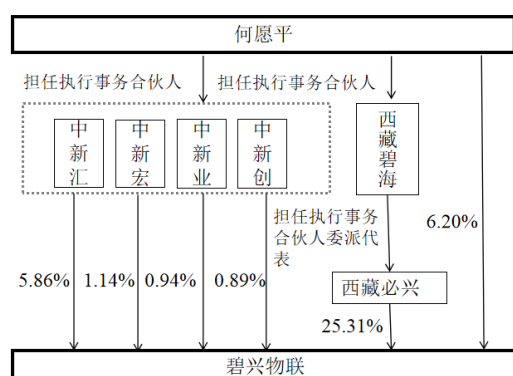 何愿平
担任执行事务合伙人
担任执行事务合伙人
中新汇
中新宏
中新业
中新创
西藏碧海
担任执行事务
合伙人委派代
表
6.20%
5.86%
1.14%
0.94%
0.89%
西藏必兴
25.31%
碧兴物联